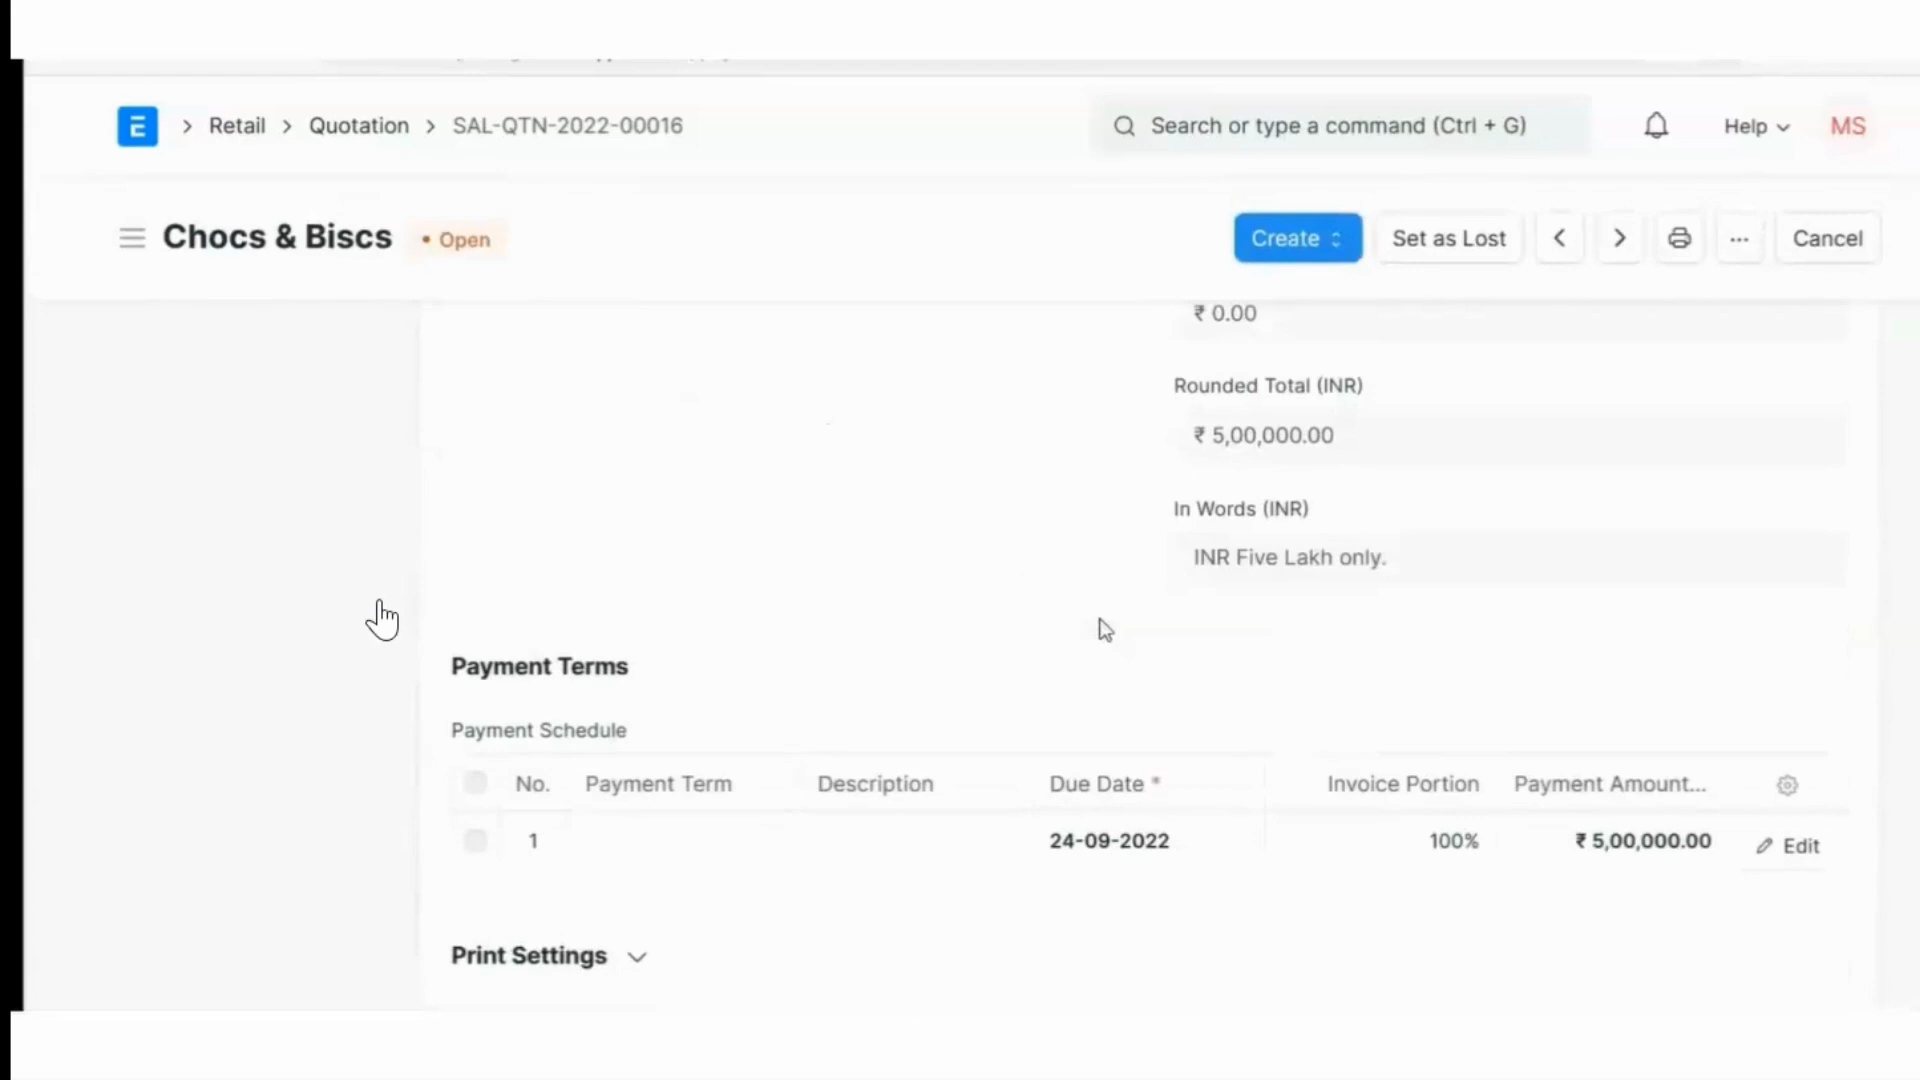 E Retail Quotation SAL-QTN-2022-00016 Search or type a command (Ctrl + G) Help MS
Chocs & Biscs • Open Create Set as Lost ... Cancel
₹ 0.00
Rounded Total (INR)
₹ 5,00,000.00
In Words (INR)
INR Five Lakh only.
Payment Terms
Payment Schedule
No. Payment Term Description Due Date * Invoice Portion Payment Amount...
1 24-09-2022 100% ₹ 5,00,000.00 Edit
Print Settings